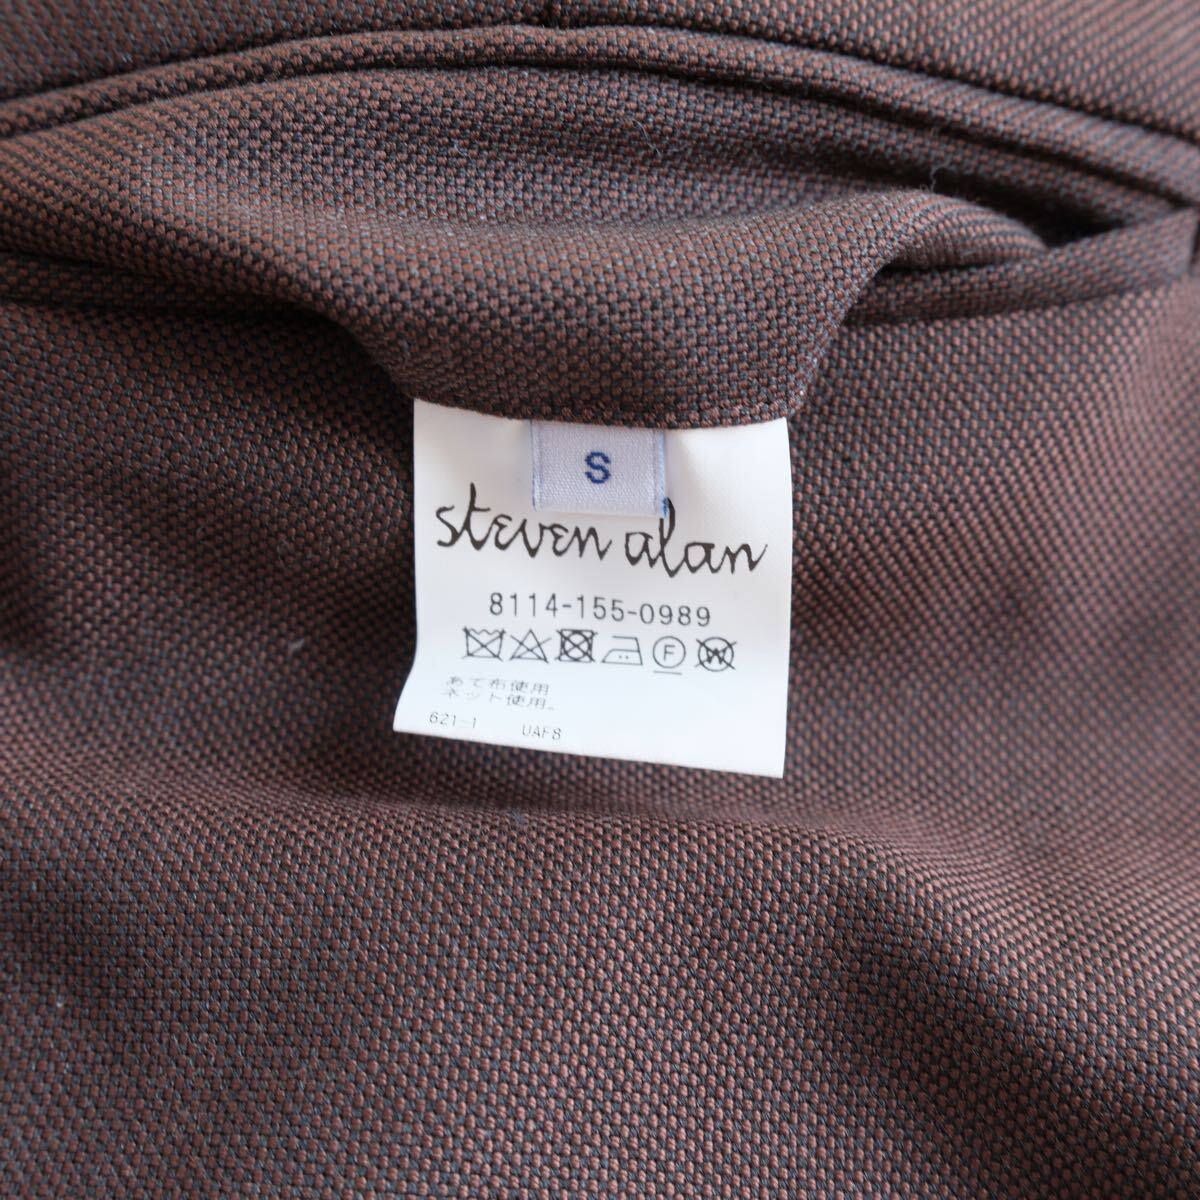 S
steven alan
8114-155-0989
F W
あて布使用
ネット使用。
621-1 UAF8